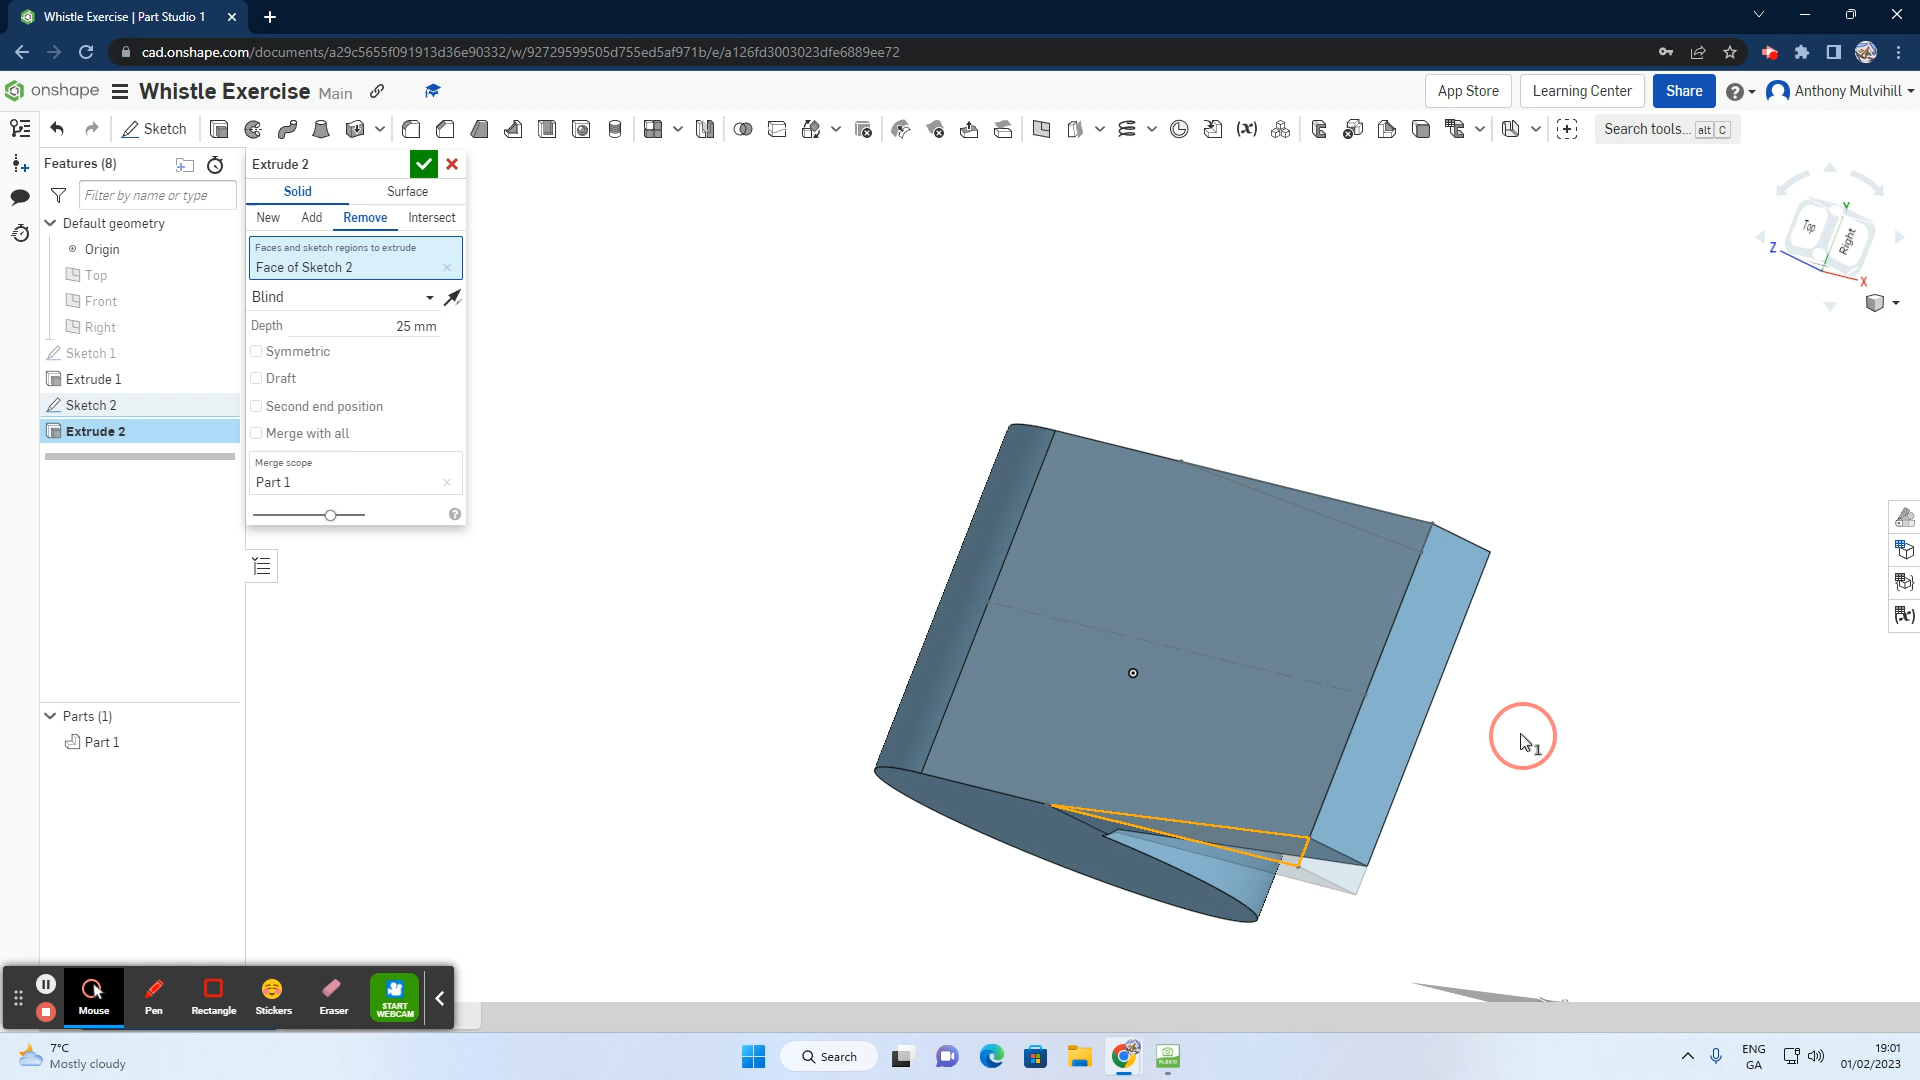 Whistle Exercise | Part Studio 1
cad.onshape.com/documents/a29c5655f091913d36e90332/w/92729599505d755ed5af971b/e/a126fd3003023dfe6889ee72
onshape Whistle Exercise Main App Store Learning Center Share Anthony Mulvihill
Sketch Search tools... alt C
Features (8)
Filter by name or type
Default geometry
Origin
Top
Front
Right
Sketch 1
Extrude 1
Sketch 2
Extrude 2
Parts (1)
Part 1
Extrude 2
Solid Surface
New Add Remove Intersect
Faces and sketch regions to extrude
Face of Sketch 2
Blind
Depth 25 mm
Symmetric
Draft
Second end position
Merge with all
Merge scope
Part 1
Top Right
Y
Z
X
1
Mouse Pen Rectangle Stickers Eraser START WEBCAM
7°C
Mostly cloudy
Search
ENG
GA
19:01
01/02/2023